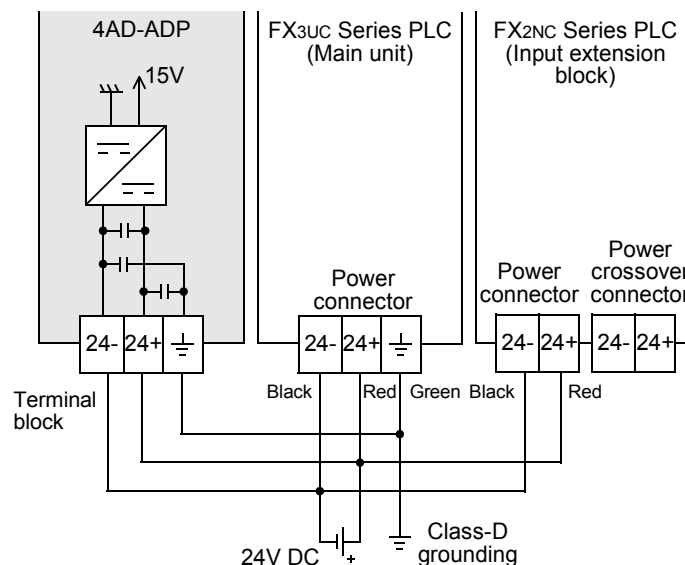 4AD-ADP
15V
24-
24+
Terminal
block
FX3UC Series PLC
(Main unit)
Power
connector
24-
24+
Black
Red
Green
FX2NC Series PLC
(Input extension
block)
Power
connector
24-
24+
Black
Red
Power
crossover
connector
24-
24+
24V DC
+
Class-D
grounding